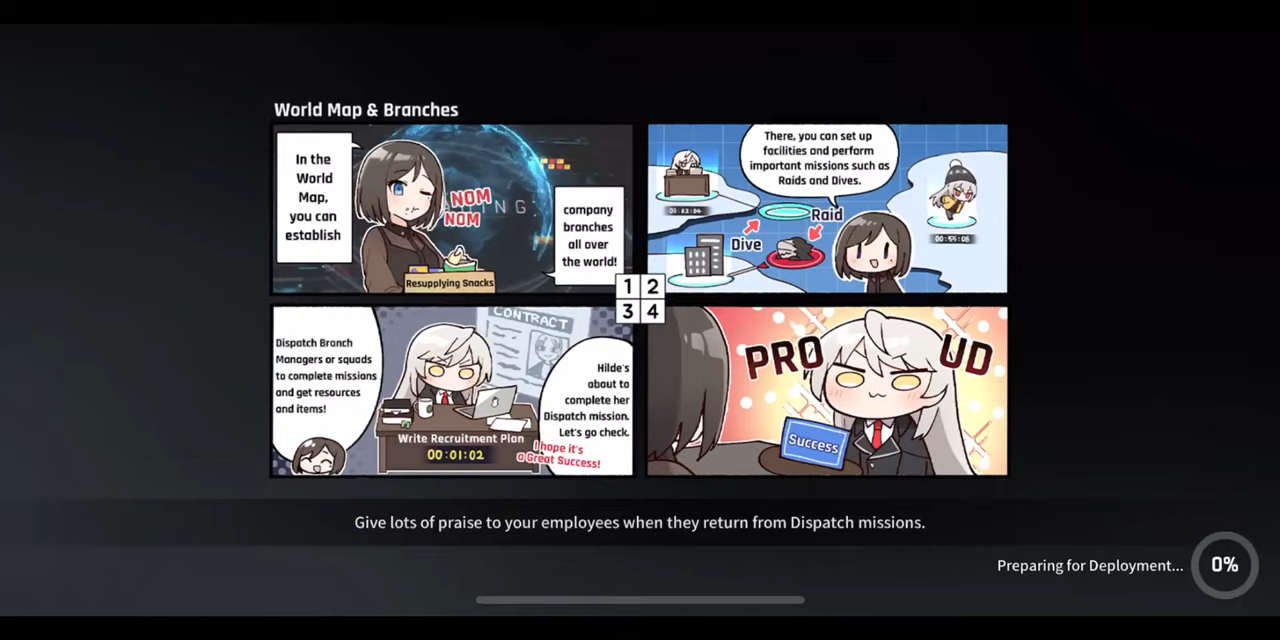 World Map & Branches
In the
World
Map,
you can
establish
NOM
NOM
company
branches
all over
the world!
Resupplying Snacks
There, you can set up
facilities and perform
important missions such as
Raids and Dives.
Raid
Dive
00:55:05
1 2
3 4
Dispatch Branch
Managers or squads
to complete missions
and get resources
and items!
CONTRACT
Hilde's
about to
complete her
Dispatch mission.
Let's go check.
I hope it's
a Great Success!
Write Recruitment Plan
00:01:02
PRO UD
Success
Give lots of praise to your employees when they return from Dispatch missions.
Preparing for Deployment...
0%